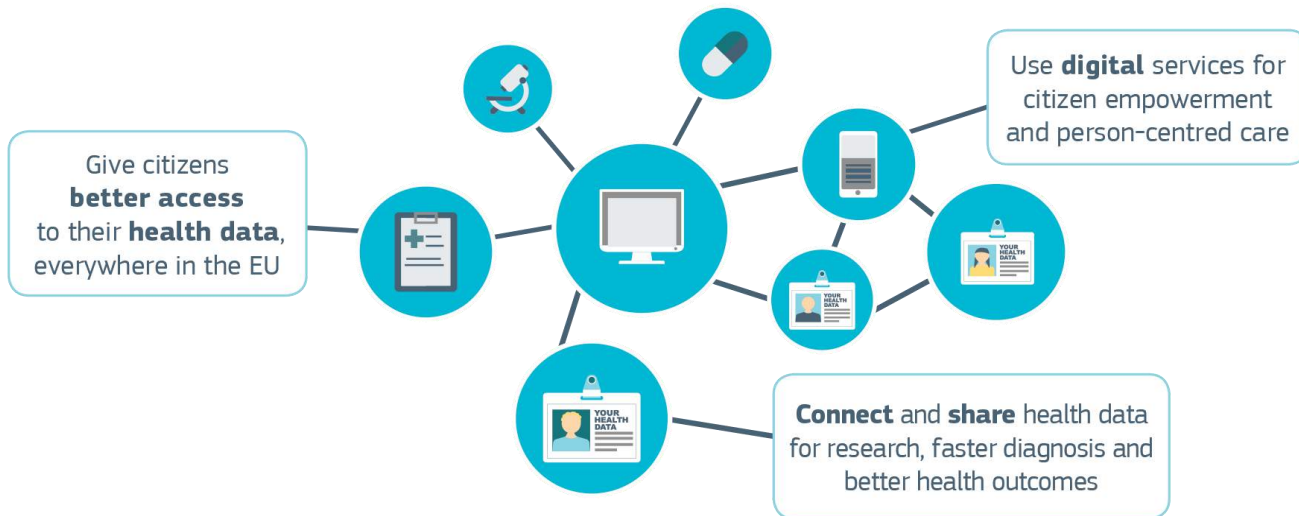 Use digital services for
citizen empowerment
and person-centred care
Give citizens
better access
to their health data,
everywhere in the EU
YOUR
HEALTH
DATA
YOUR
HEALTH
DATA
YOUR
HEALTH
DATA
Connect and share health data
for research, faster diagnosis and
better health outcomes